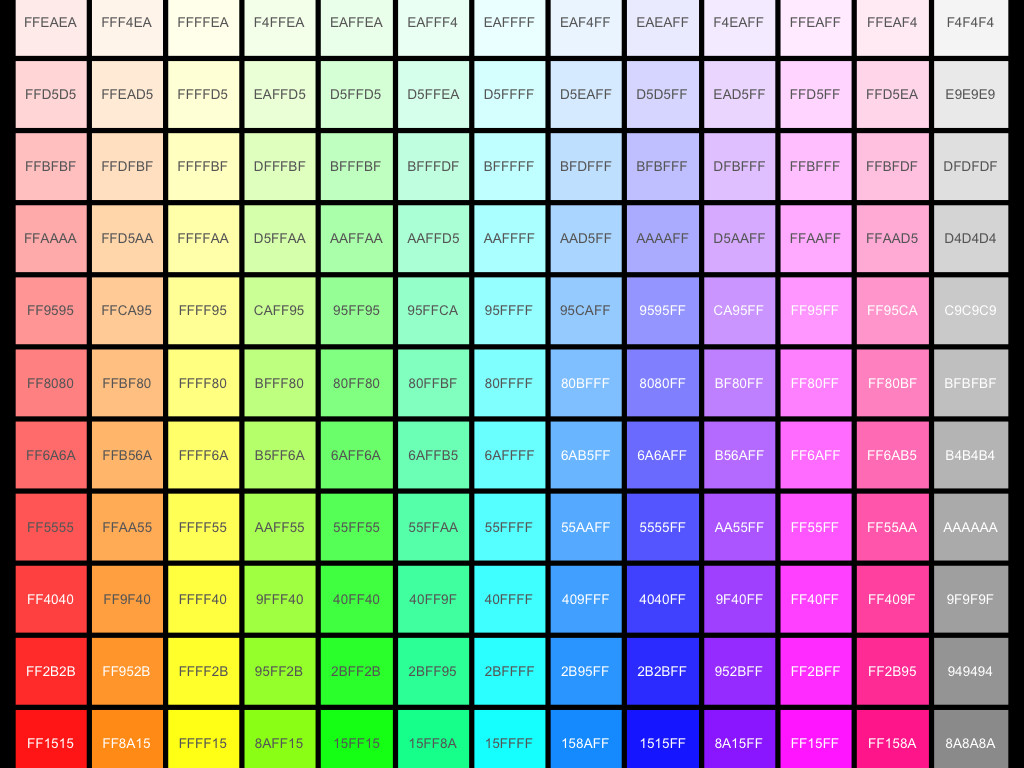 FFEAEA FFF4EA FFFFEA F4FFEA EAFFEA EAFFF4 EAFFFF EAF4FF EAEAFF F4EAFF FFEAFF FFEAF4 F4F4F4
FFD5D5 FFEAD5 FFFFD5 EAFFD5 D5FFD5 D5FFEA D5FFFF D5EAFF D5D5FF EAD5FF FFD5FF FFD5EA E9E9E9
FFBFBF FFDFBF FFFFBF DFFFBF BFFFBF BFFFDF BFFFFF BFDFFF BFBFFF DFBFFF FFBFFF FFBFDF DFDFDF
FFAAAA FFD5AA FFFFAA D5FFAA AAFFAA AAFFD5 AAFFFF AAD5FF AAAAFF D5AAFF FFAAFF FFAAD5 D4D4D4
FF9595 FFCA95 FFFF95 CAFF95 95FF95 95FFCA 95FFFF 95CAFF 9595FF CA95FF FF95FF FF95CA C9C9C9
FF8080 FFBF80 FFFF80 BFFF80 80FF80 80FFBF 80FFFF 80BFFF 8080FF BF80FF FF80FF FF80BF BFBFBF
FF6A6A FFB56A FFFF6A B5FF6A 6AFF6A 6AFFB5 6AFFFF 6AB5FF 6A6AFF B56AFF FF6AFF FF6AB5 B4B4B4
FF5555 FFAA55 FFFF55 AAFF55 55FF55 55FFAA 55FFFF 55AAFF 5555FF AA55FF FF55FF FF55AA AAAAAA
FF4040 FF9F40 FFFF40 9FFF40 40FF40 40FF9F 40FFFF 409FFF 4040FF 9F40FF FF40FF FF409F 9F9F9F
FF2B2B FF952B FFFF2B 95FF2B 2BFF2B 2BFF95 2BFFFF 2B95FF 2B2BFF 952BFF FF2BFF FF2B95 949494
FF1515 FF8A15 FFFF15 8AFF15 15FF15 15FF8A 15FFFF 158AFF 1515FF 8A15FF FF15FF FF158A 8A8A8A